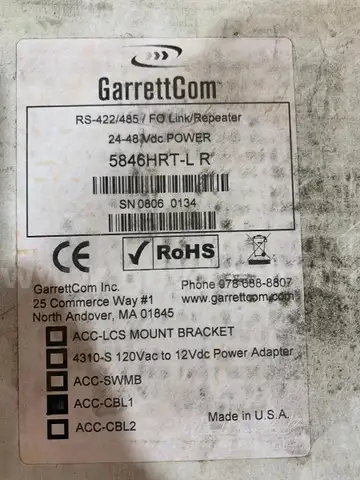 GarrettCom™
RS-422/485 / FO Link/Repeater
24-48 Vdc POWER
5846HRT-L R
SN 0806 0134
CE
✓ RoHS
GarrettCom Inc.
25 Commerce Way #1
North Andover, MA 01845
Phone 978-688-8807
www.garrettcom.com
ACC-LCS MOUNT BRACKET
4310-S 120Vac to 12Vdc Power Adapter
ACC-SWMB
ACC-CBL1
ACC-CBL2
Made in U.S.A.